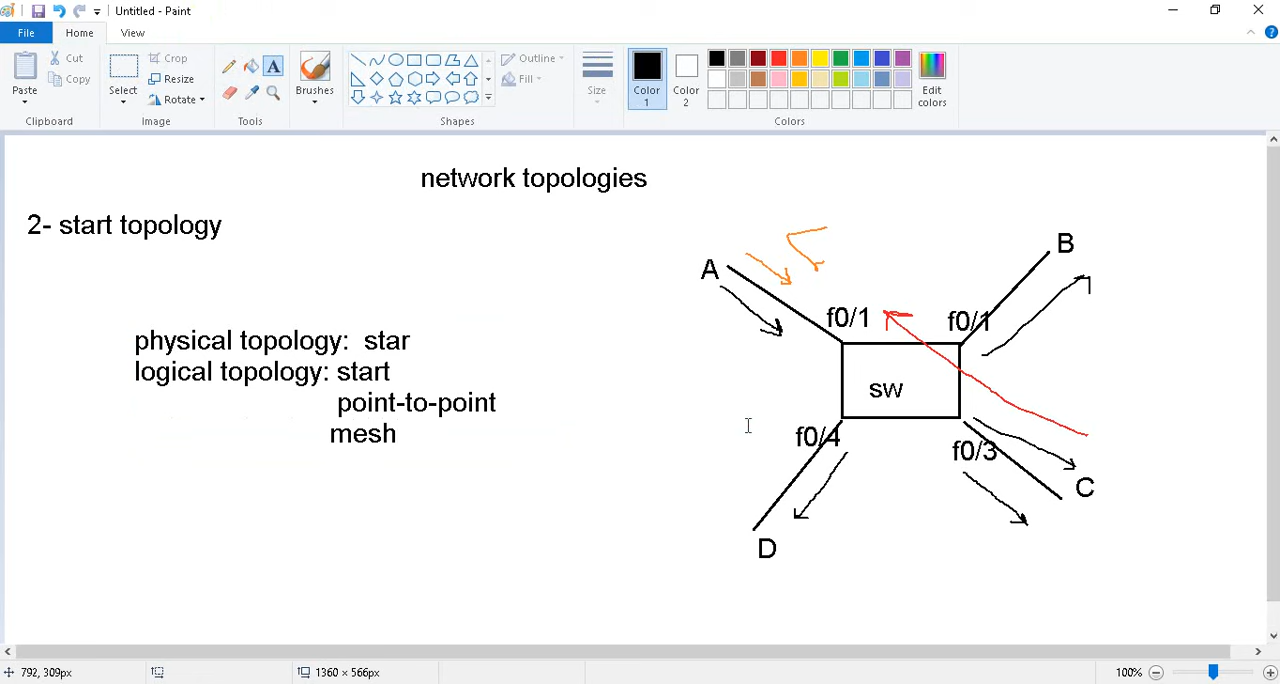 Untitled - Paint
File
Home
View
Paste
Cut
Copy
Clipboard
Select
Crop
Resize
Rotate
Image
A
Tools
Brushes
Shapes
Outline
Fill
Size
Color 1
Color 2
Edit colors
Colors
network topologies
2- start topology
physical topology: star
logical topology: start
point-to-point
mesh
A
B
f0/1
f0/1
sw
f0/4
f0/3
C
D
792, 309px
1360 × 566px
100%